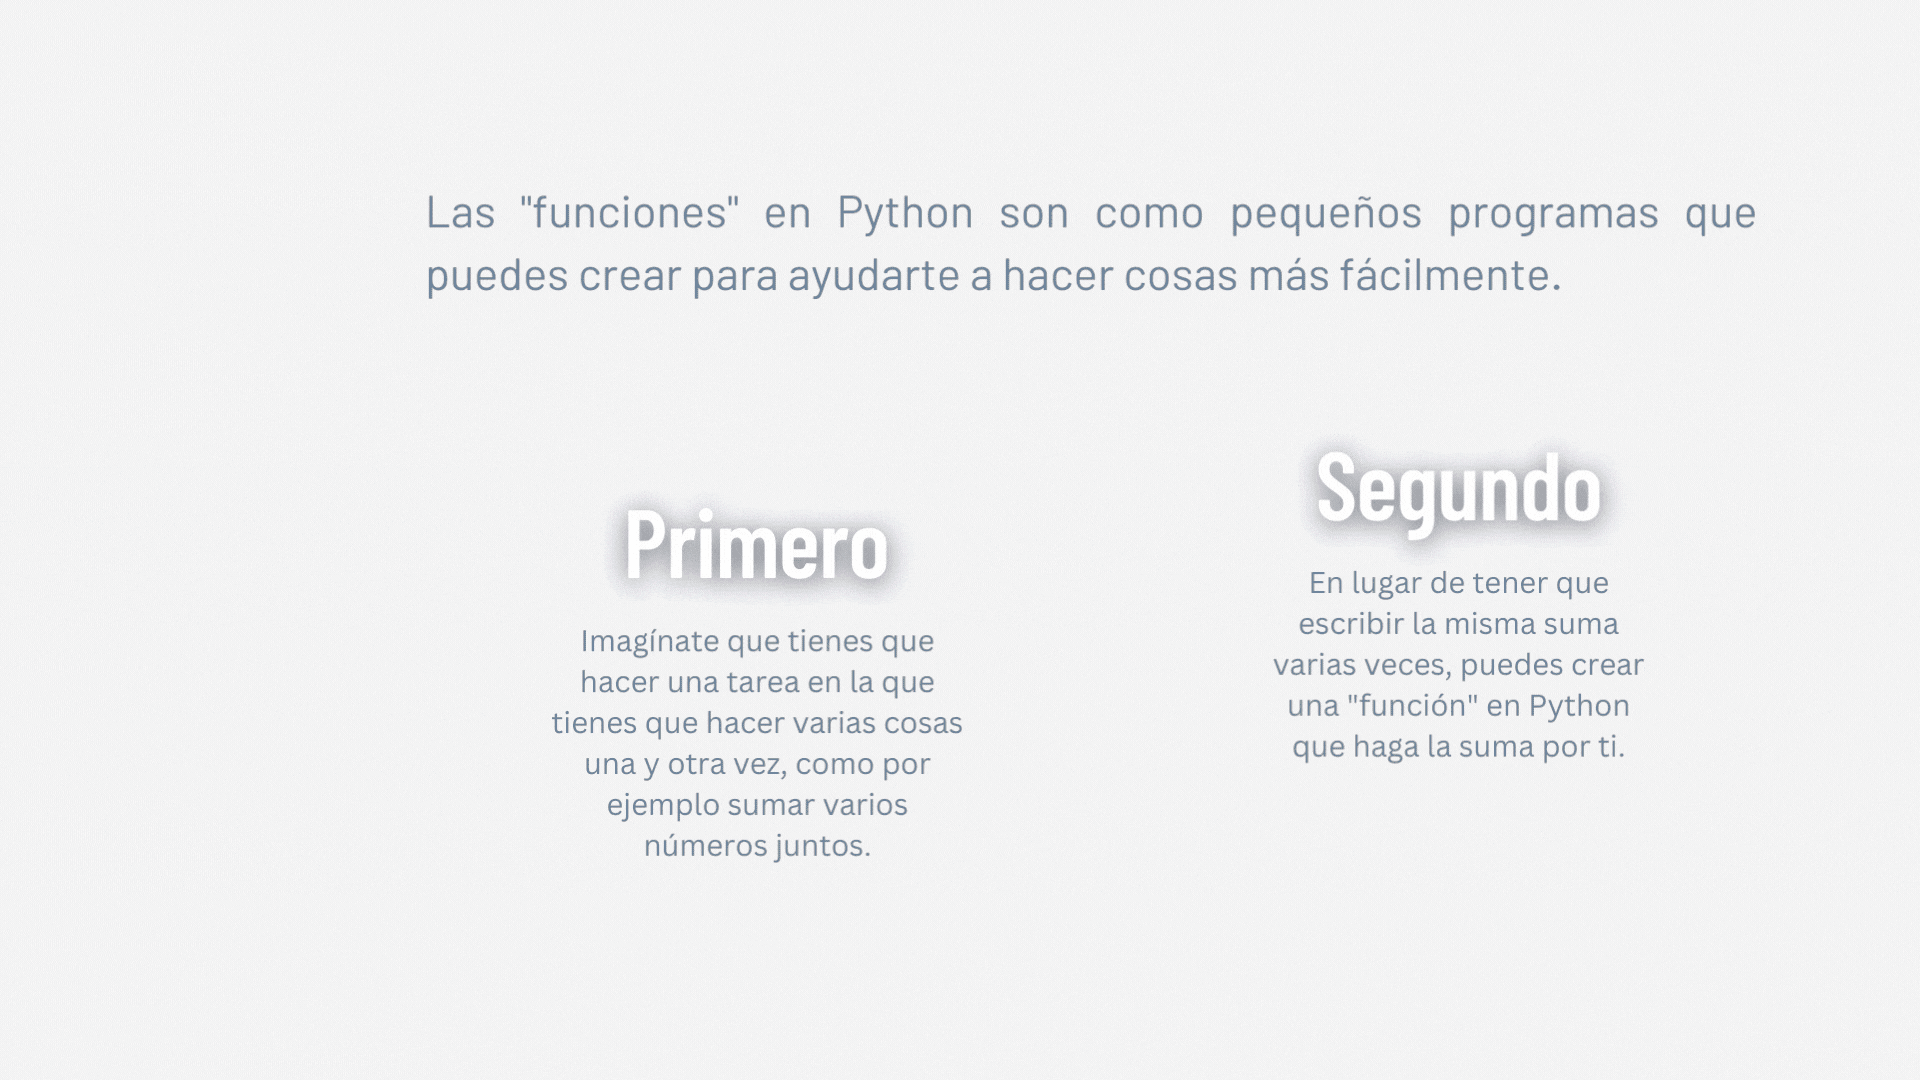 Las "funciones" en Python son como pequeños programas que
puedes crear para ayudarte a hacer cosas más fácilmente.
Primero
Imagínate que tienes que
hacer una tarea en la que
tienes que hacer varias cosas
una y otra vez, como por
ejemplo sumar varios
números juntos.
Segundo
En lugar de tener que
escribir la misma suma
varias veces, puedes crear
una "función" en Python
que haga la suma por ti.